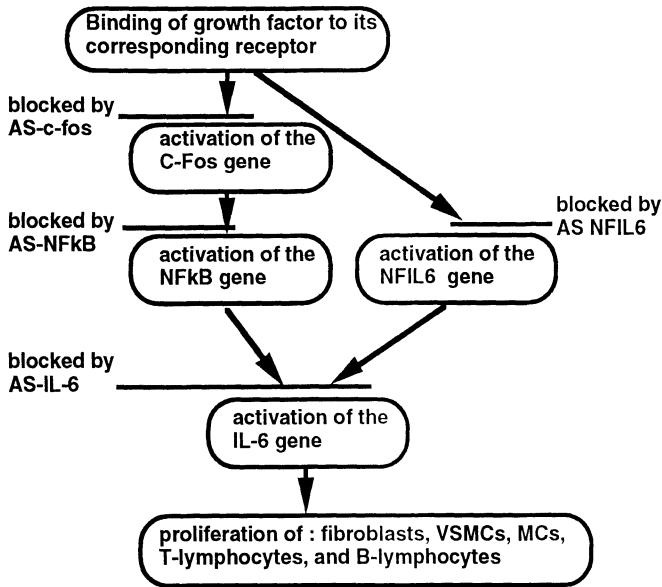 Binding of growth factor to its
corresponding receptor
blocked by
AS-c-fos
activation of the
C-Fos gene
blocked by
AS-NFkB
activation of the
NFkB gene
blocked by
AS NFIL6
activation of the
NFIL6 gene
blocked by
AS-IL-6
activation of the
IL-6 gene
proliferation of : fibroblasts, VSMCs, MCs,
T-lymphocytes, and B-lymphocytes